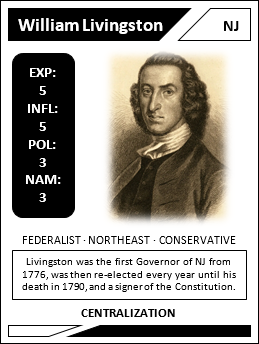 William Livingston
NJ
EXP:
5
INFL:
5
POL:
3
NAM:
3
FEDERALIST · NORTHEAST · CONSERVATIVE
Livingston was the first Governor of NJ from
1776, was then re-elected every year until his
death in 1790, and a signer of the Constitution.
CENTRALIZATION